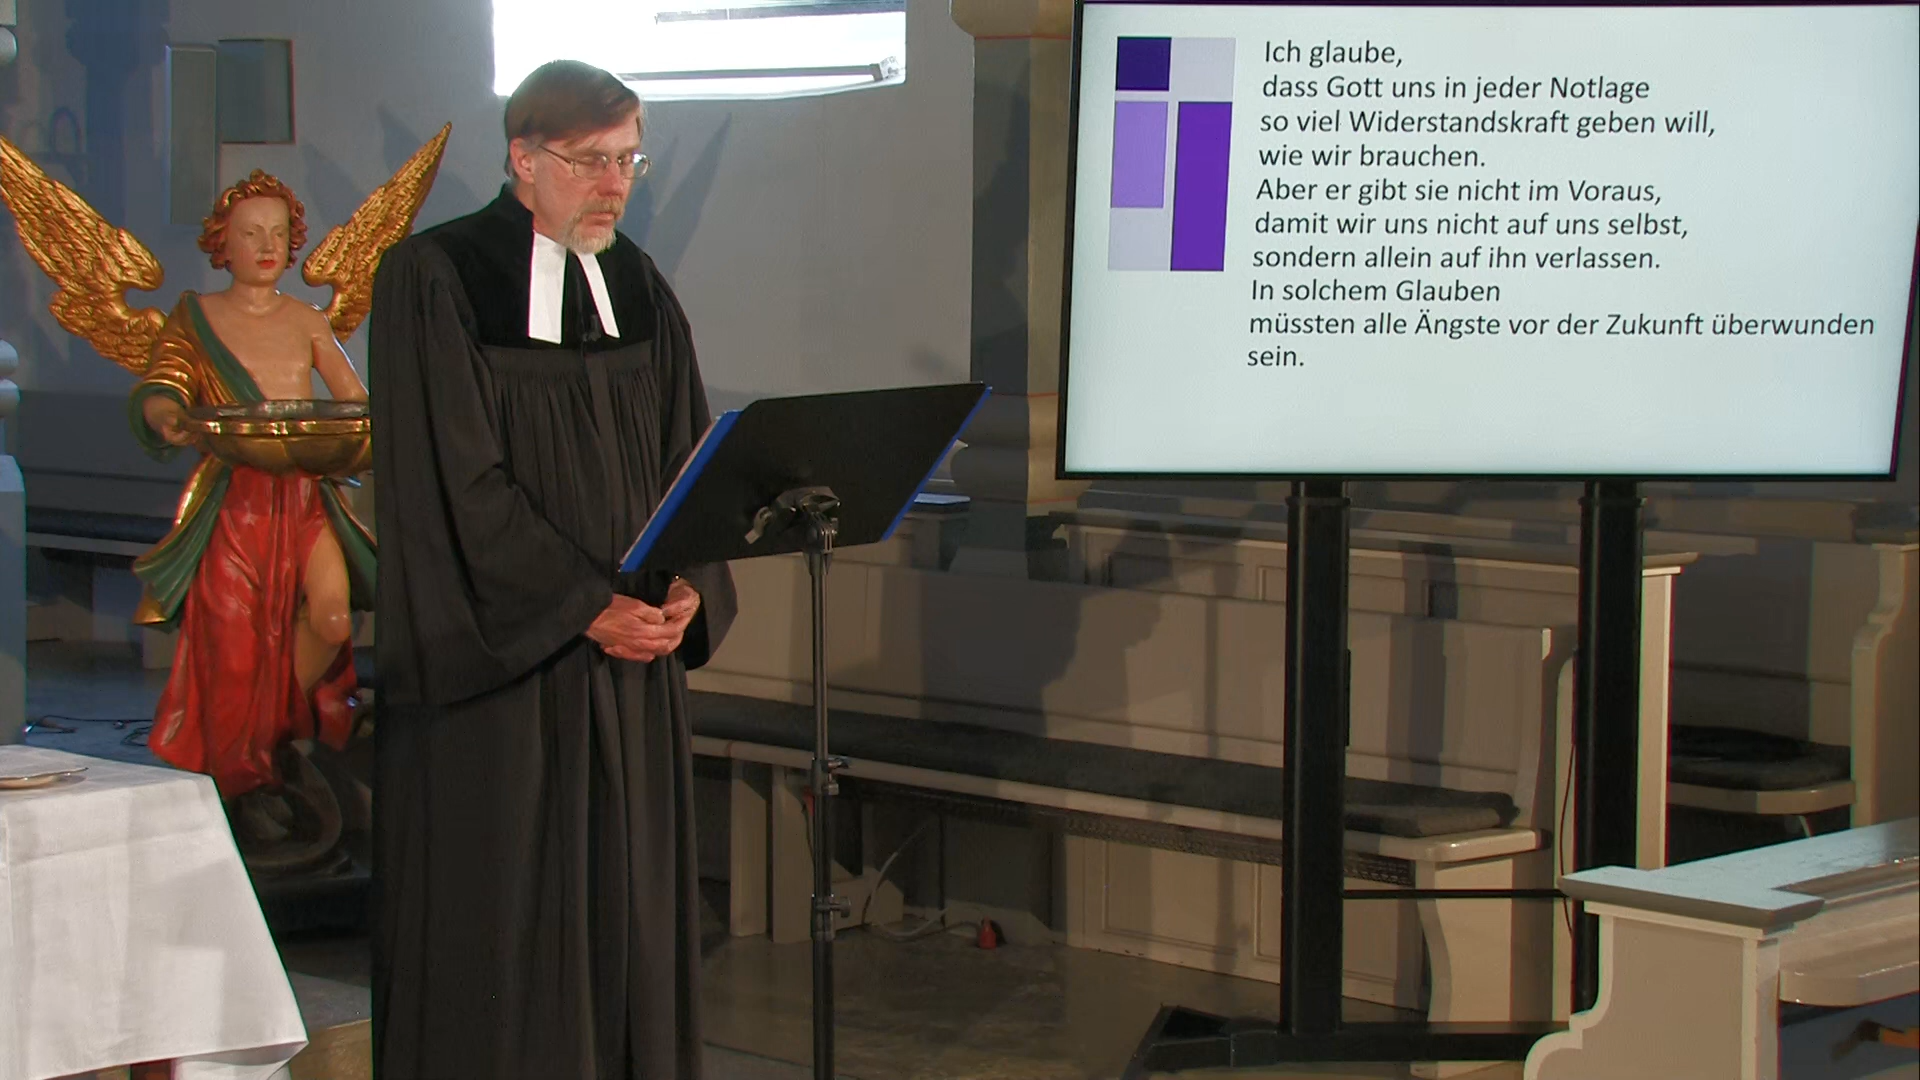 Ich glaube,
dass Gott uns in jeder Notlage
so viel Widerstandskraft geben will,
wie wir brauchen.
Aber er gibt sie nicht im Voraus,
damit wir uns nicht auf uns selbst,
sondern allein auf ihn verlassen.
In solchem Glauben
müssten alle Ängste vor der Zukunft überwunden
sein.